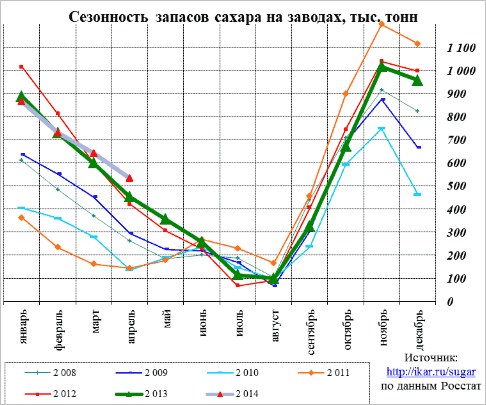 Сезонность запасов сахара на заводах, тыс. тонн
1 100
1 000
900
800
700
600
500
400
300
200
100
0
январь
февраль
март
апрель
май
июнь
июль
август
сентябрь
октябрь
ноябрь
декабрь
2 008
2 009
2 010
2 011
2 012
2 013
2 014
Источник:
http://ikar.ru/sugar
по данным Росстат